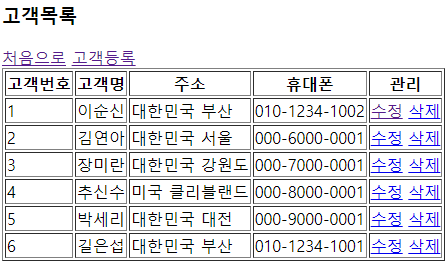 고객목록
처음으로 고객등록
고객번호 고객명 주소 휴대폰 관리
1 이순신 대한민국 부산 010-1234-1002 수정 삭제
2 김연아 대한민국 서울 000-6000-0001 수정 삭제
3 장미란 대한민국 강원도 000-7000-0001 수정 삭제
4 추신수 미국 클리블랜드 000-8000-0001 수정 삭제
5 박세리 대한민국 대전 000-9000-0001 수정 삭제
6 길은섭 대한민국 부산 010-1234-1001 수정 삭제